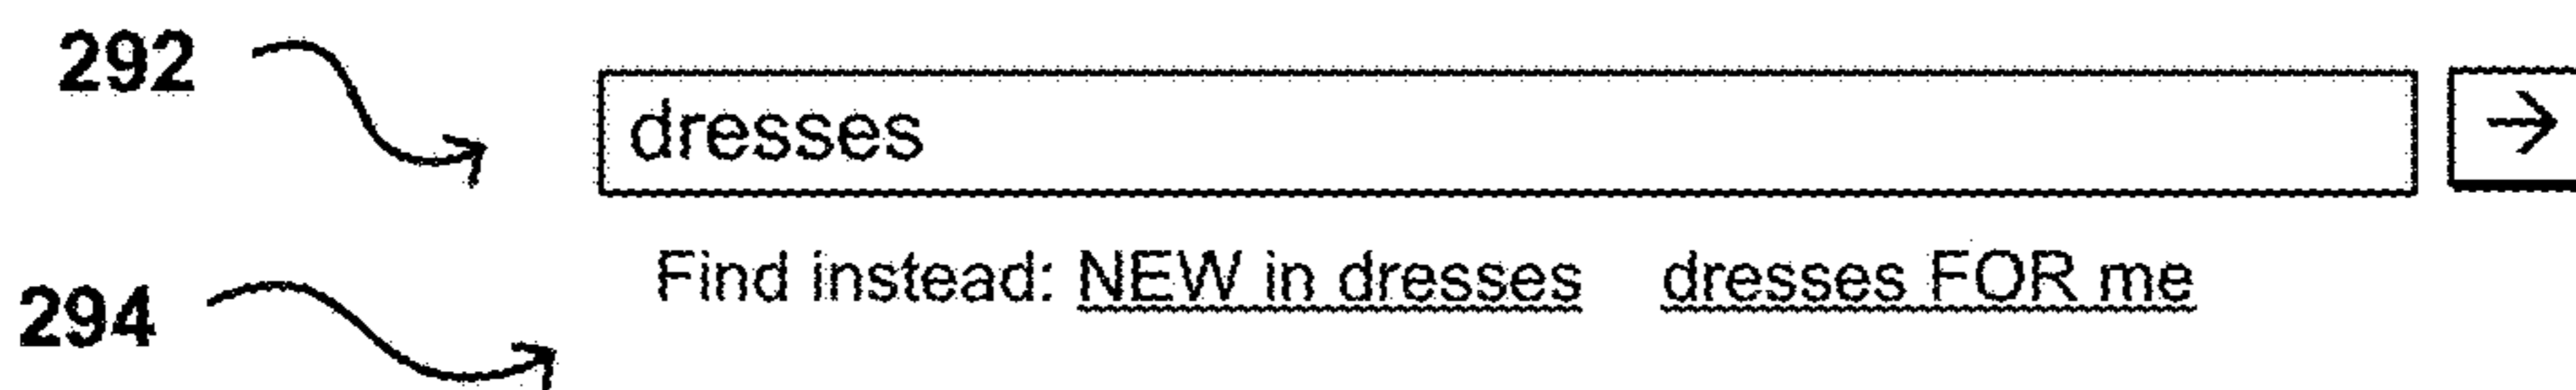 292
dresses
→
Find instead: NEW in dresses dresses FOR me
294